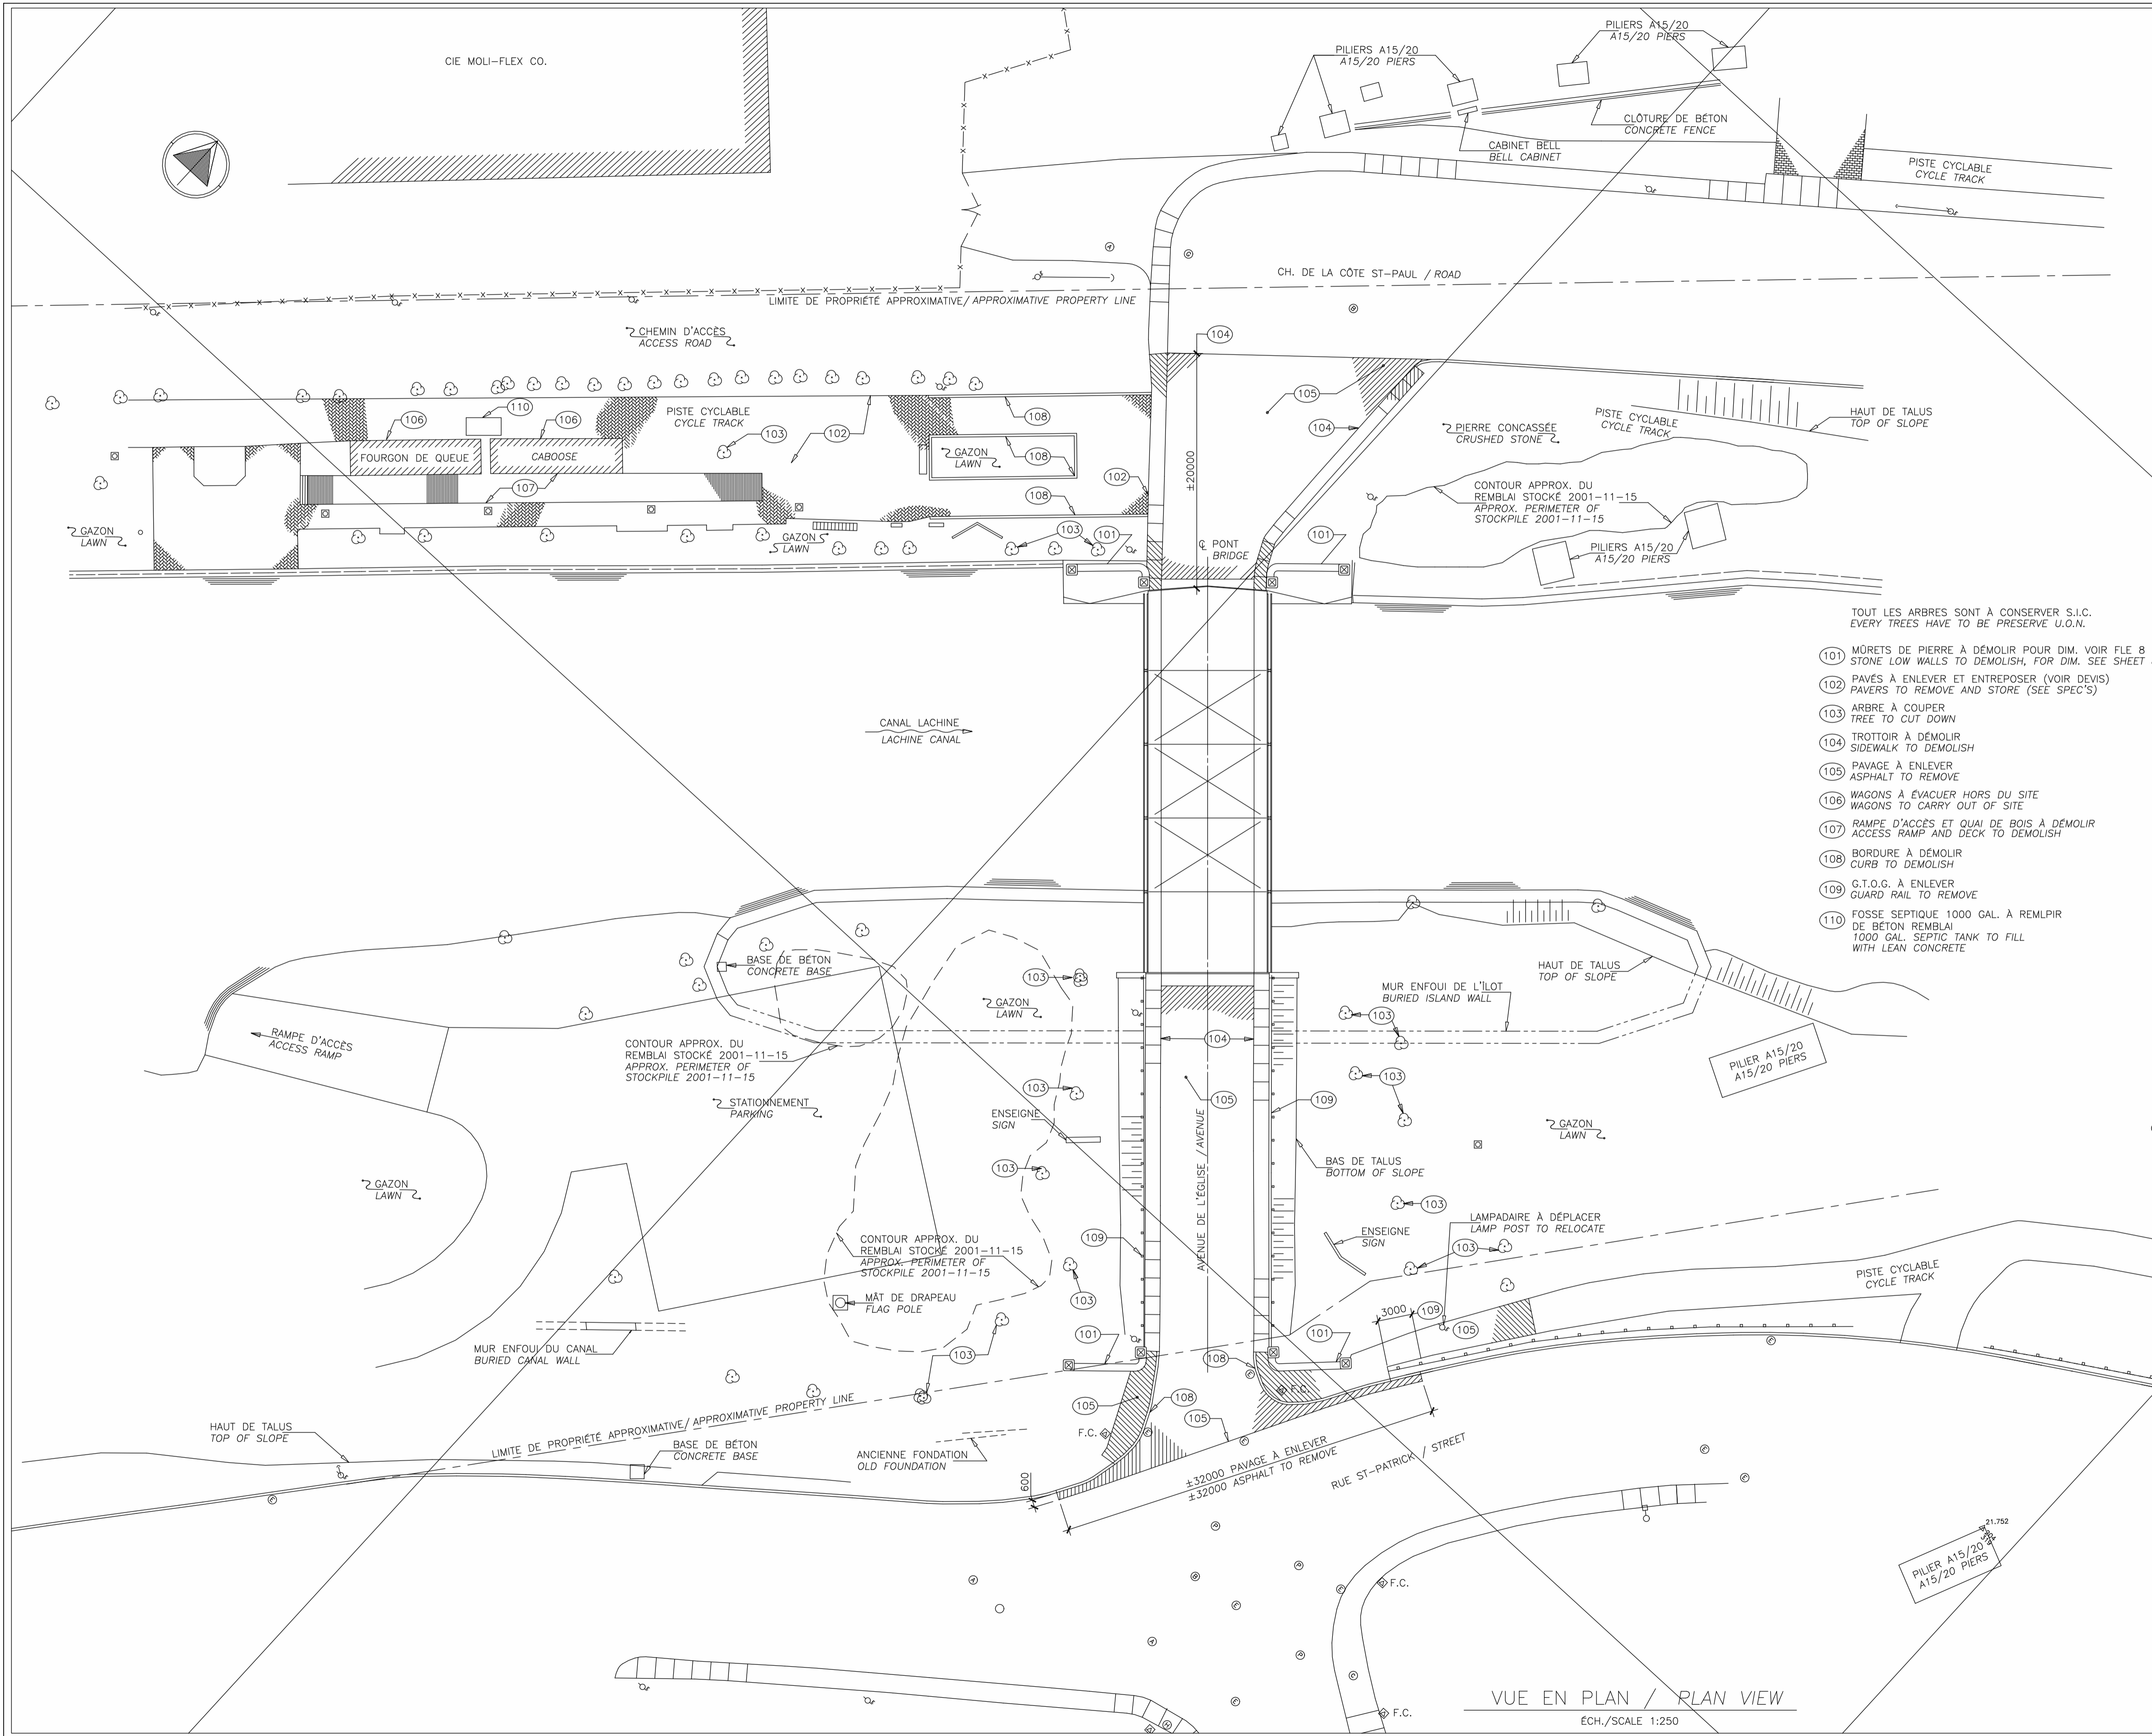 CIE MOLI-FLEX CO.
PILIERS A15/20
A15/20 PIERS
PILIERS A15/20
A15/20 PIERS
CLÔTURE DE BÉTON
CONCRETE FENCE
CABINET BELL
BELL CABINET
PISTE CYCLABLE
CYCLE TRACK
CH. DE LA CÔTE ST-PAUL / ROAD
LIMITE DE PROPRIÉTÉ APPROXIMATIVE/ APPROXIMATIVE PROPERTY LINE
CHEMIN D'ACCÈS
ACCESS ROAD
104
105
104
±20000
106
110
106
PISTE CYCLABLE
CYCLE TRACK
103
102
108
108
108
102
FOURGON DE QUEUE
CABOOSE
GAZON
LAWN
107
GAZON
LAWN
GAZON
LAWN
103
101
101
℄ PONT
BRIDGE
PISTE CYCLABLE
CYCLE TRACK
HAUT DE TALUS
TOP OF SLOPE
PIERRE CONCASSÉE
CRUSHED STONE
CONTOUR APPROX. DU
REMBLAI STOCKÉ 2001-11-15
APPROX. PERIMETER OF
STOCKPILE 2001-11-15
PILIERS A15/20
A15/20 PIERS
TOUT LES ARBRES SONT À CONSERVER S.I.C.
EVERY TREES HAVE TO BE PRESERVE U.O.N.
101 MÛRETS DE PIERRE À DÉMOLIR POUR DIM. VOIR FLE 8
STONE LOW WALLS TO DEMOLISH, FOR DIM. SEE SHEET
102 PAVÉS À ENLEVER ET ENTREPOSER (VOIR DEVIS)
PAVERS TO REMOVE AND STORE (SEE SPEC'S)
103 ARBRE À COUPER
TREE TO CUT DOWN
104 TROTTOIR À DÉMOLIR
SIDEWALK TO DEMOLISH
105 PAVAGE À ENLEVER
ASPHALT TO REMOVE
106 WAGONS À ÉVACUER HORS DU SITE
WAGONS TO CARRY OUT OF SITE
107 RAMPE D'ACCÈS ET QUAI DE BOIS À DÉMOLIR
ACCESS RAMP AND DECK TO DEMOLISH
108 BORDURE À DÉMOLIR
CURB TO DEMOLISH
109 G.T.O.G. À ENLEVER
GUARD RAIL TO REMOVE
110 FOSSE SEPTIQUE 1000 GAL. À REMLPIR
DE BÉTON REMBLAI
1000 GAL. SEPTIC TANK TO FILL
WITH LEAN CONCRETE
CANAL LACHINE
LACHINE CANAL
BASE DE BÉTON
CONCRETE BASE
103
GAZON
LAWN
HAUT DE TALUS
TOP OF SLOPE
MUR ENFOUI DE L'ÎLOT
BURIED ISLAND WALL
103
104
RAMPE D'ACCÈS
ACCESS RAMP
CONTOUR APPROX. DU
REMBLAI STOCKÉ 2001-11-15
APPROX. PERIMETER OF
STOCKPILE 2001-11-15
PILIER A15/20
A15/20 PIERS
103
103
105
109
STATIONNEMENT
PARKING
ENSEIGNE
SIGN
GAZON
LAWN
103
BAS DE TALUS
BOTTOM OF SLOPE
AVENUE DE L'ÉGLISE / AVENUE
GAZON
LAWN
103
LAMPADAIRE À DÉPLACER
LAMP POST TO RELOCATE
ENSEIGNE
SIGN
103
109
CONTOUR APPROX. DU
REMBLAI STOCKÉ 2001-11-15
APPROX. PERIMETER OF
STOCKPILE 2001-11-15
PISTE CYCLABLE
CYCLE TRACK
MÂT DE DRAPEAU
FLAG POLE
103
3000
109
105
101
101
MUR ENFOUI DU CANAL
BURIED CANAL WALL
103
108
F.C.
105
108
105
F.C.
LIMITE DE PROPRIÉTÉ APPROXIMATIVE/ APPROXIMATIVE PROPERTY LINE
HAUT DE TALUS
TOP OF SLOPE
BASE DE BÉTON
CONCRETE BASE
ANCIENNE FONDATION
OLD FOUNDATION
600
±32000 PAVAGE À ENLEVER
±32000 ASPHALT TO REMOVE
RUE ST-PATRICK / STREET
21.752
PILIER A15/20
A15/20 PIERS
F.C.
F.C.
VUE EN PLAN / PLAN VIEW
ÉCH./SCALE 1:250